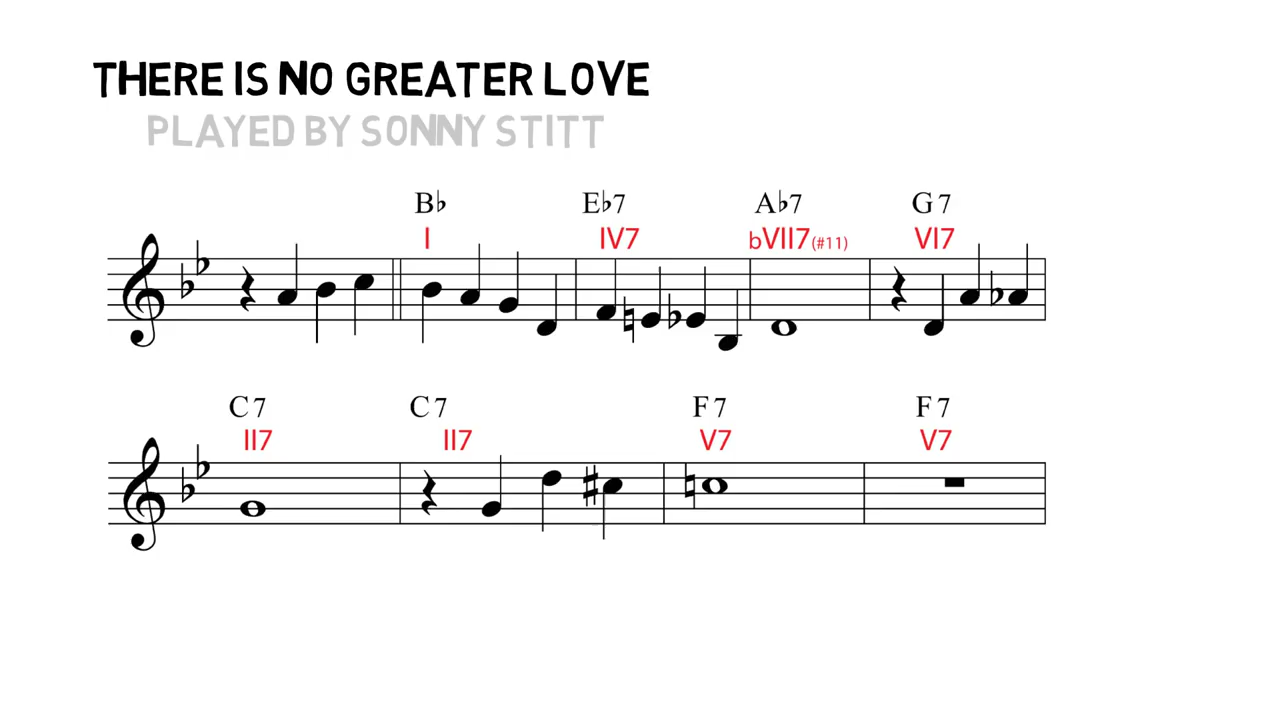 THERE IS NO GREATER LOVE
PLAYED BY SONNY STITT
B♭ E♭7 A♭7 G7
I IV7 bVII7(#11) VI7
C7 C7 F7 F7
II7 II7 V7 V7